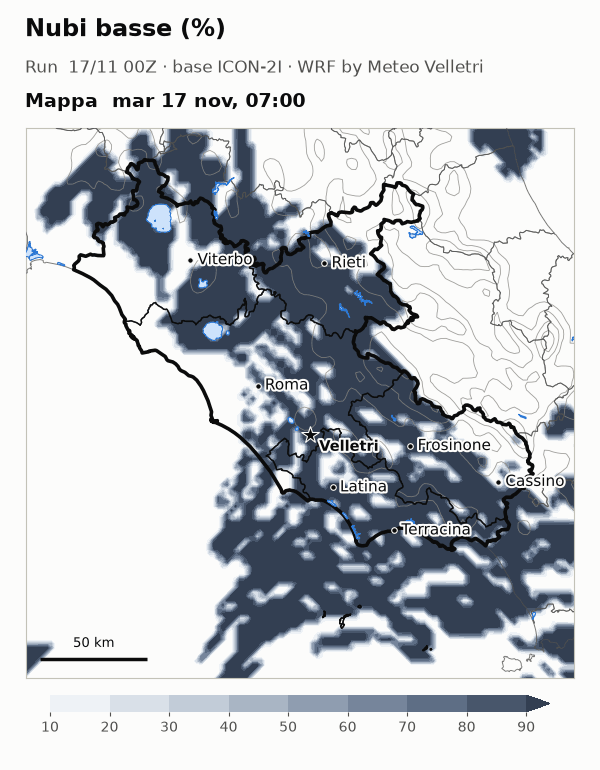 Nubi basse (%)
Run  17/11 00Z · base ICON-2I · WRF by Meteo Velletri
Mappa  mar 17 nov, 07:00
Viterbo
Rieti
Roma
Velletri
Frosinone
Cassino
Latina
Terracina
50 km
10 20 30 40 50 60 70 80 90